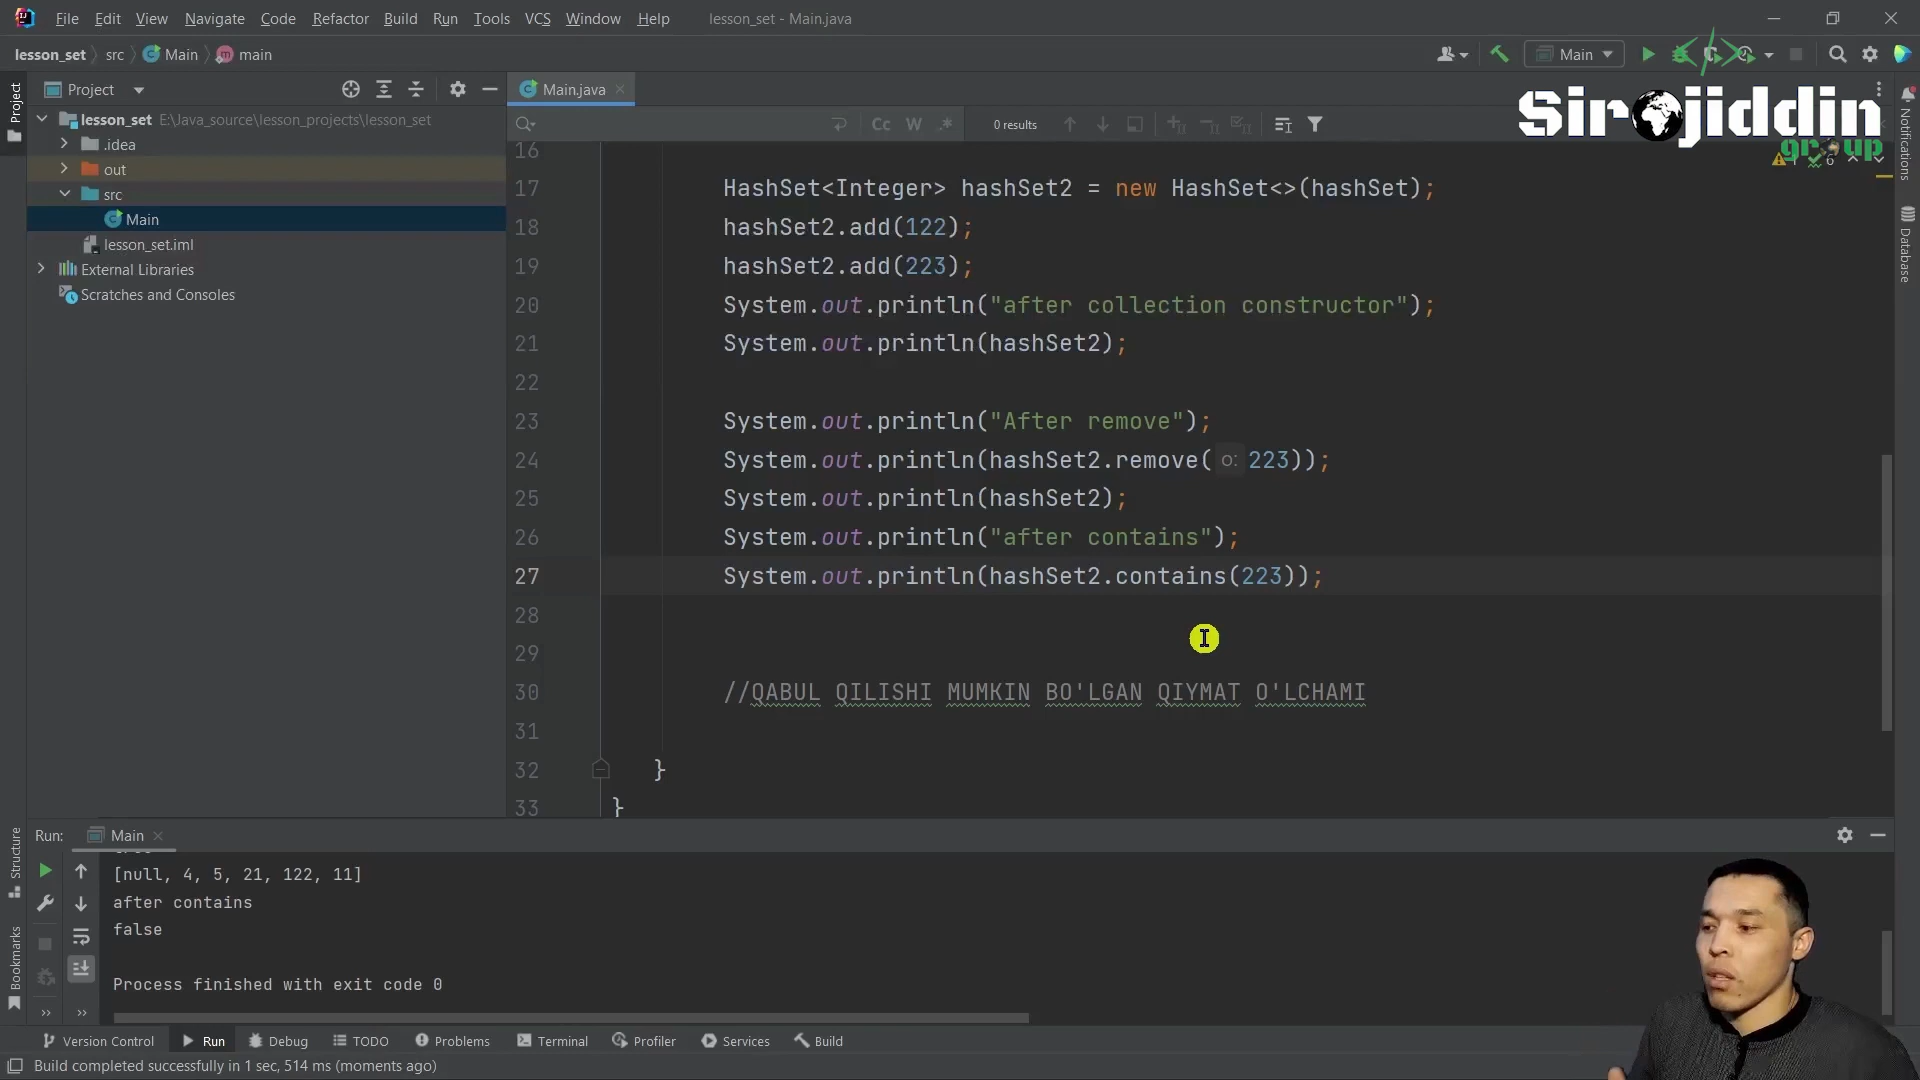 File Edit View Navigate Code Refactor Build Run Tools VCS Window Help lesson_set - Main.java
lesson_set src Main main
Main
Project
Main.java
Sirojiddin
group
lesson_set E:\Java_source\lesson_projects\lesson_set
Cc W .* 0 results
.idea
out
src
Main
lesson_set.iml
External Libraries
Scratches and Consoles
Project
Notifications
Database
16
17 HashSet<Integer> hashSet2 = new HashSet<>(hashSet);
18 hashSet2.add(122);
19 hashSet2.add(223);
20 System.out.println("after collection constructor");
21 System.out.println(hashSet2);
22
23 System.out.println("After remove");
24 System.out.println(hashSet2.remove( o: 223));
25 System.out.println(hashSet2);
26 System.out.println("after contains");
27 System.out.println(hashSet2.contains(223));
28
29
30 //QABUL QILISHI MUMKIN BO'LGAN QIYMAT O'LCHAMI
31
32 }
33 }
Structure
Bookmarks
Run: Main
[null, 4, 5, 21, 122, 11]
after contains
false
Process finished with exit code 0
Version Control Run Debug TODO Problems Terminal Profiler Services Build
Build completed successfully in 1 sec, 514 ms (moments ago)